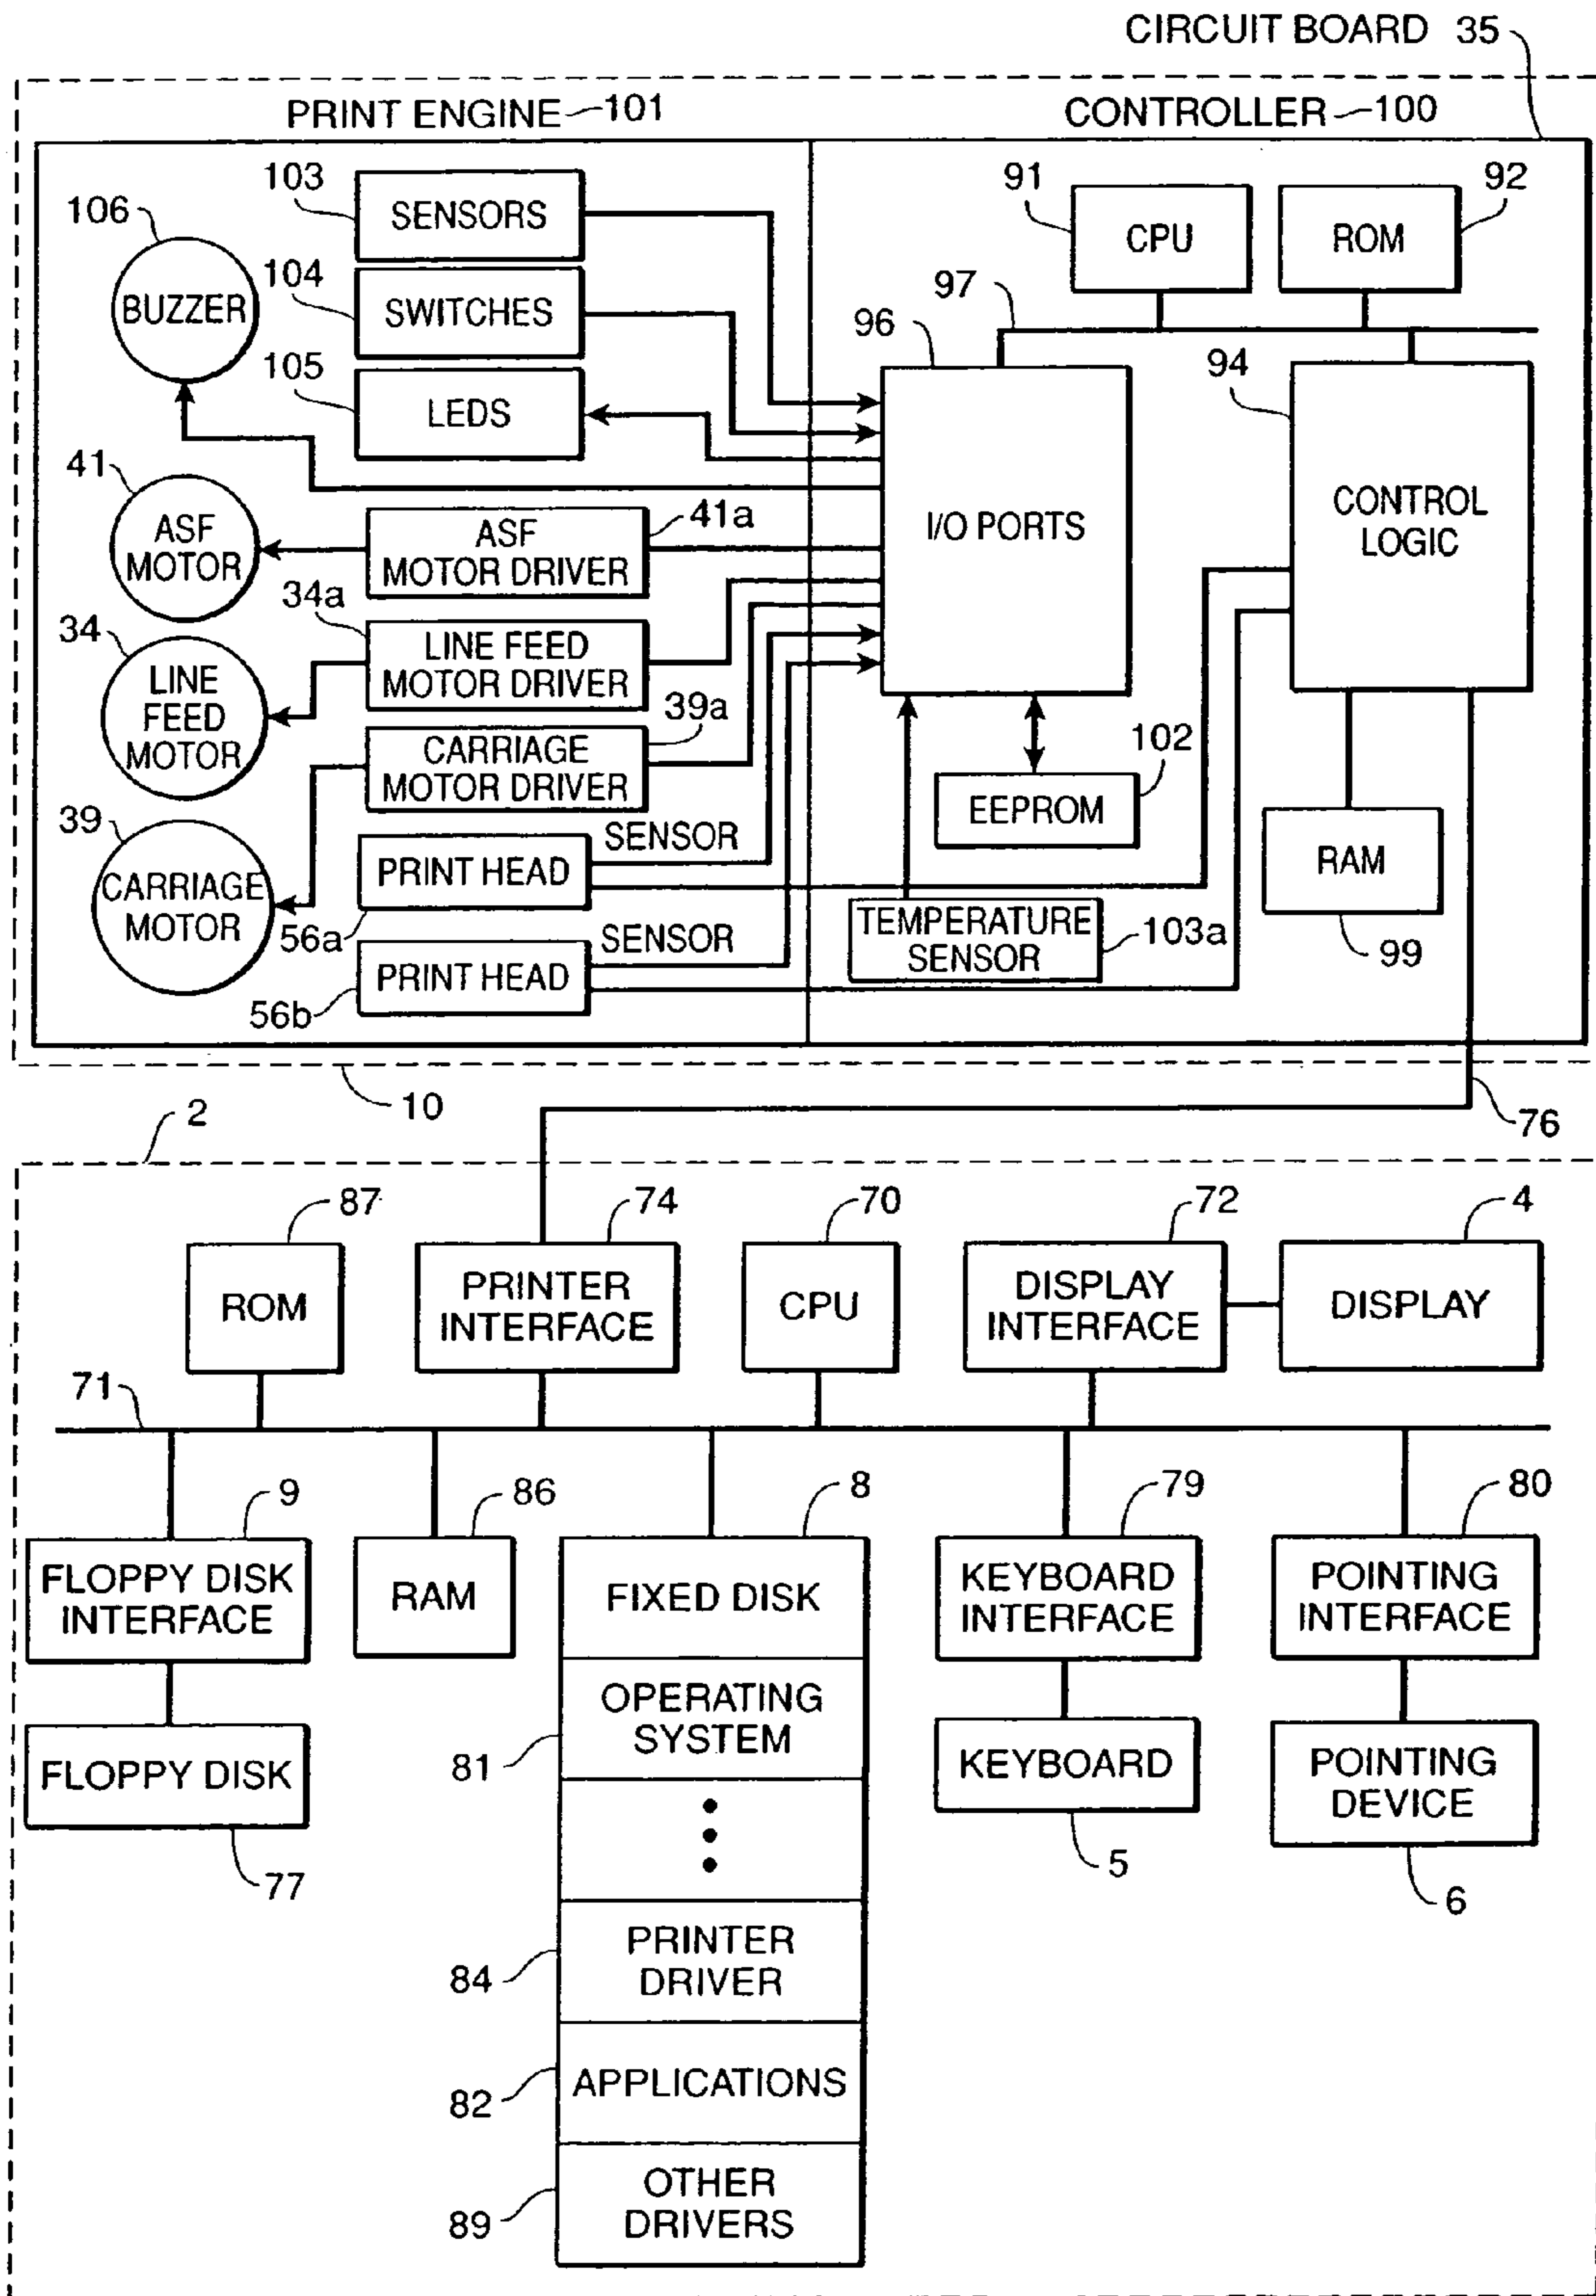 CIRCUIT BOARD 35
PRINT ENGINE 101
CONTROLLER 100
103
SENSORS
91
CPU
92
ROM
106
BUZZER
104
SWITCHES
97
96
105
LEDS
94
41
ASF
MOTOR
ASF
MOTOR DRIVER
41a
I/O PORTS
CONTROL
LOGIC
34
LINE
FEED
MOTOR
34a
LINE FEED
MOTOR DRIVER
39a
CARRIAGE
MOTOR DRIVER
102
EEPROM
39
CARRIAGE
MOTOR
SENSOR
PRINT HEAD
56a
RAM
99
SENSOR
PRINT HEAD
56b
TEMPERATURE
SENSOR
103a
10
76
2
87
ROM
74
PRINTER
INTERFACE
70
CPU
72
DISPLAY
INTERFACE
4
DISPLAY
71
9
FLOPPY DISK
INTERFACE
86
RAM
8
FIXED DISK
79
KEYBOARD
INTERFACE
80
POINTING
INTERFACE
FLOPPY DISK
77
OPERATING
SYSTEM
81
KEYBOARD
5
POINTING
DEVICE
6
PRINTER
DRIVER
84
APPLICATIONS
82
OTHER
DRIVERS
89